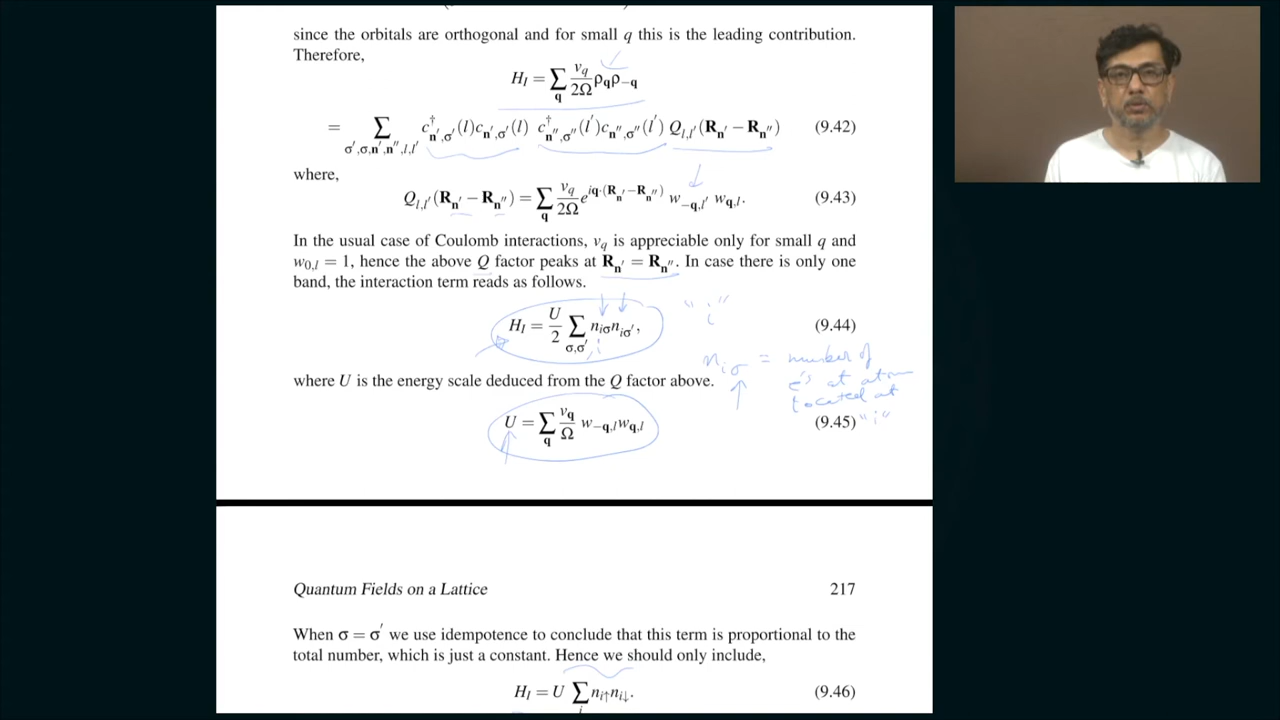 since the orbitals are orthogonal and for small q this is the leading contribution.
Therefore,
H_I = ∑_q v_q/2Ω ρ_q ρ_{−q}
= ∑_{σ′,σ,n′,n″,l,l′} c†_{n′,σ′}(l)c_{n′,σ′}(l) c†_{n″,σ″}(l′)c_{n″,σ″}(l′) Q_{l,l′}(R_{n′} − R_{n″}) (9.42)
where,
Q_{l,l′}(R_{n′} − R_{n″}) = ∑_q v_q/2Ω e^{iq·(R_{n′}−R_{n″})} w_{−q,l′} w_{q,l}. (9.43)
In the usual case of Coulomb interactions, v_q is appreciable only for small q and
w_{0,l} = 1, hence the above Q factor peaks at R_{n′} = R_{n″}. In case there is only one
band, the interaction term reads as follows.
"i"
H_I = U/2 ∑_{σ,σ′,i} n_{iσ}n_{iσ′}, (9.44)
n_{iσ} = number of
e's at atom
located at
"i"
where U is the energy scale deduced from the Q factor above.
U = ∑_q v_q/Ω w_{−q,l}w_{q,l} (9.45)
Quantum Fields on a Lattice 217
When σ = σ′ we use idempotence to conclude that this term is proportional to the
total number, which is just a constant. Hence we should only include,
H_I = U ∑_i n_{i↑}n_{i↓}. (9.46)